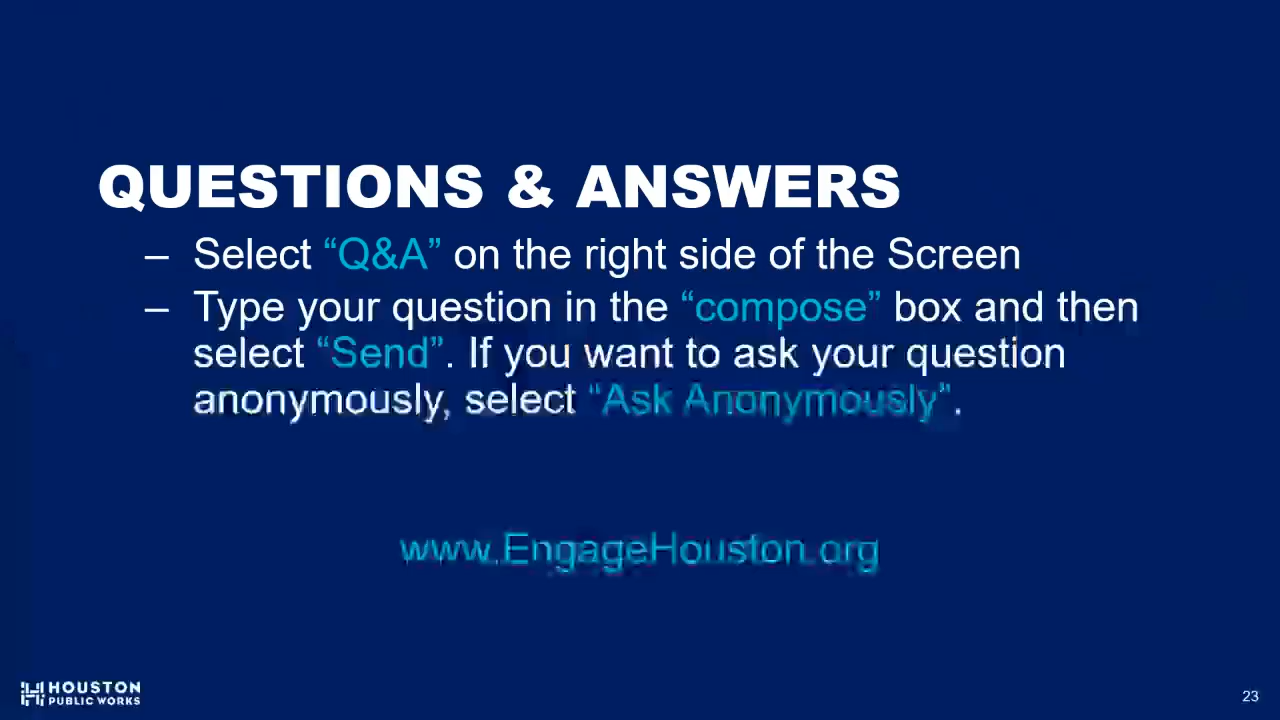 QUESTIONS & ANSWERS
– Select “Q&A” on the right side of the Screen
– Type your question in the “compose” box and then
select “Send”. If you want to ask your question
anonymously, select “Ask Anonymously”.
www.EngageHouston.org
HOUSTON
PUBLIC WORKS
23